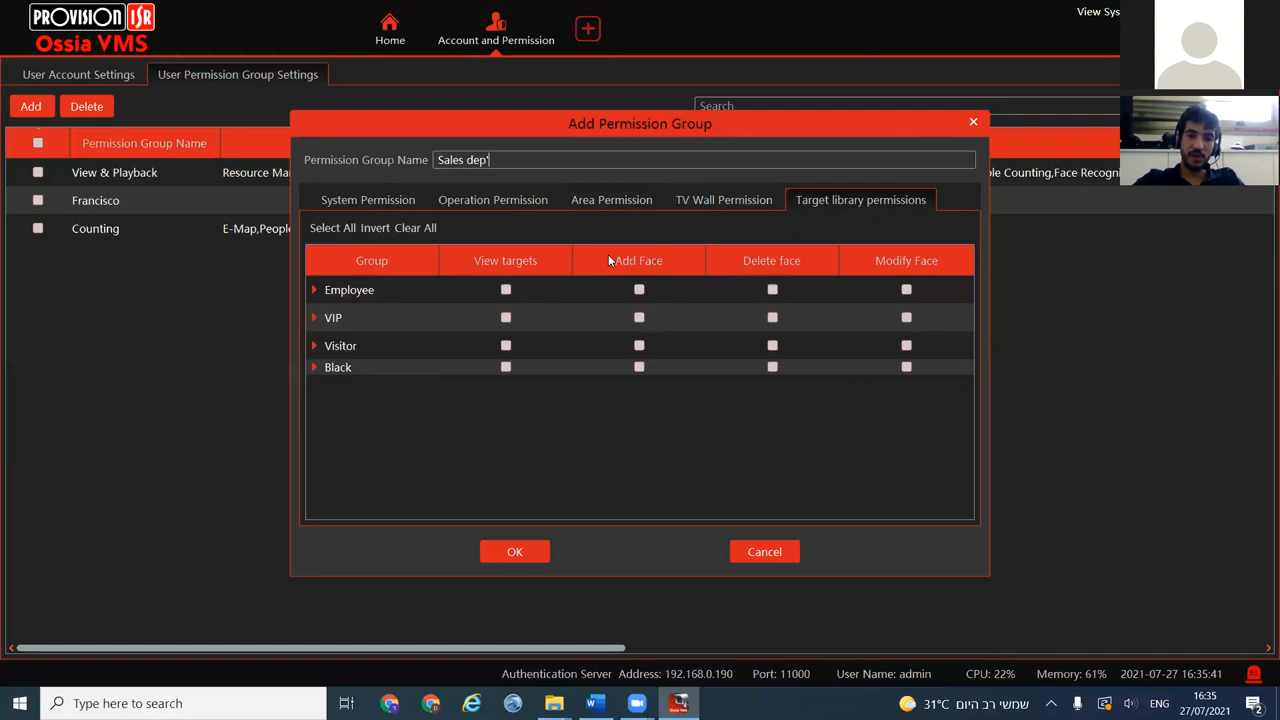 PROVISION ISR
Ossia VMS
Home
Account and Permission
View Sys
User Account Settings
User Permission Group Settings
Add
Delete
Search
Add Permission Group
Permission Group Name
Permission Group Name Sales dep'
View & Playback
Resource Ma
ple Counting,Face Recogni
Francisco
Counting
E-Map,People
System Permission
Operation Permission
Area Permission
TV Wall Permission
Target library permissions
Select All Invert Clear All
Group
View targets
Add Face
Delete face
Modify Face
Employee
VIP
Visitor
Black
OK
Cancel
Authentication Server Address: 192.168.0.190 Port: 11000 User Name: admin CPU: 22% Memory: 61% 2021-07-27 16:35:41
Type here to search
31°C שמשי רב היום
ENG
16:35
27/07/2021
2